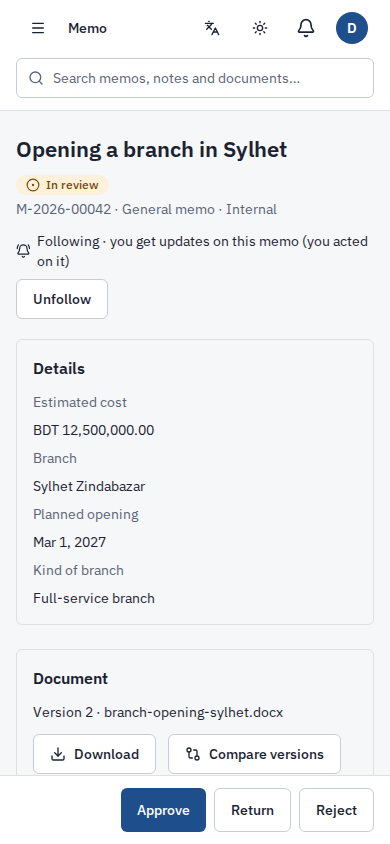 Memo
D
Search memos, notes and documents...
Opening a branch in Sylhet
In review
M-2026-00042 · General memo · Internal
Following · you get updates on this memo (you acted
on it)
Unfollow
Details
Estimated cost
BDT 12,500,000.00
Branch
Sylhet Zindabazar
Planned opening
Mar 1, 2027
Kind of branch
Full-service branch
Document
Version 2 · branch-opening-sylhet.docx
Download Compare versions
Approve Return Reject